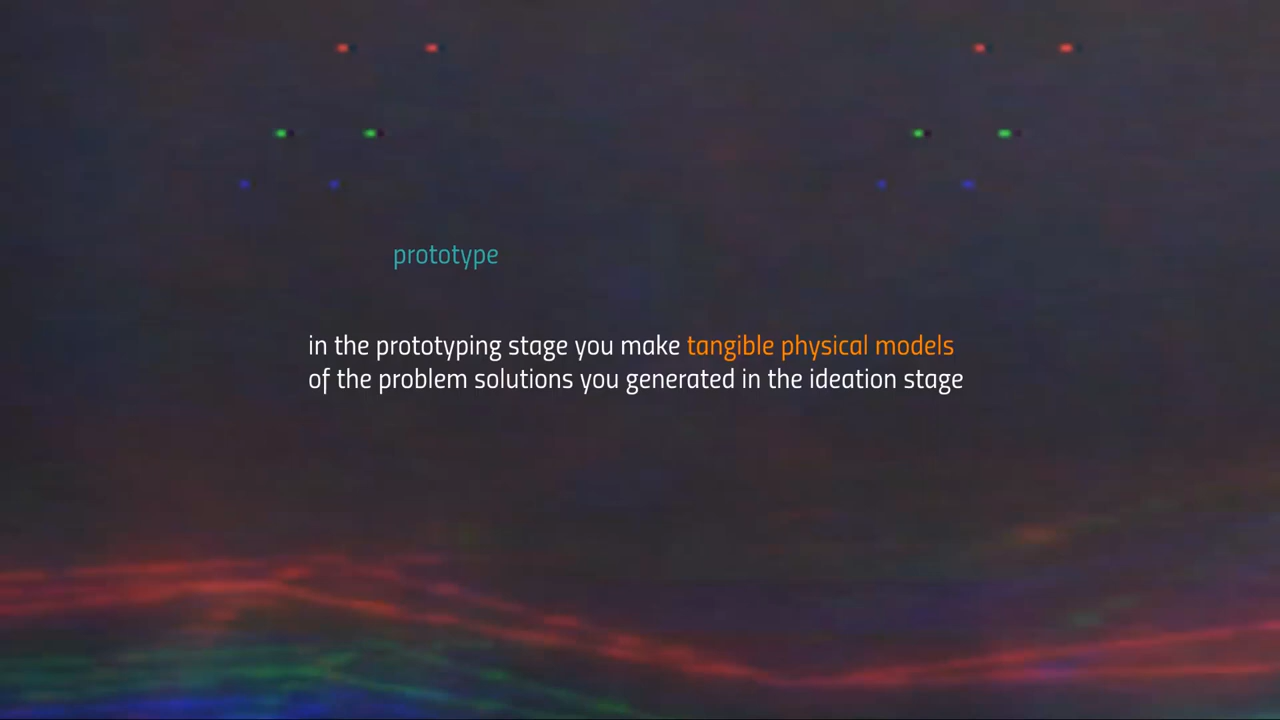 prototype
in the prototyping stage you make tangible physical models
of the problem solutions you generated in the ideation stage